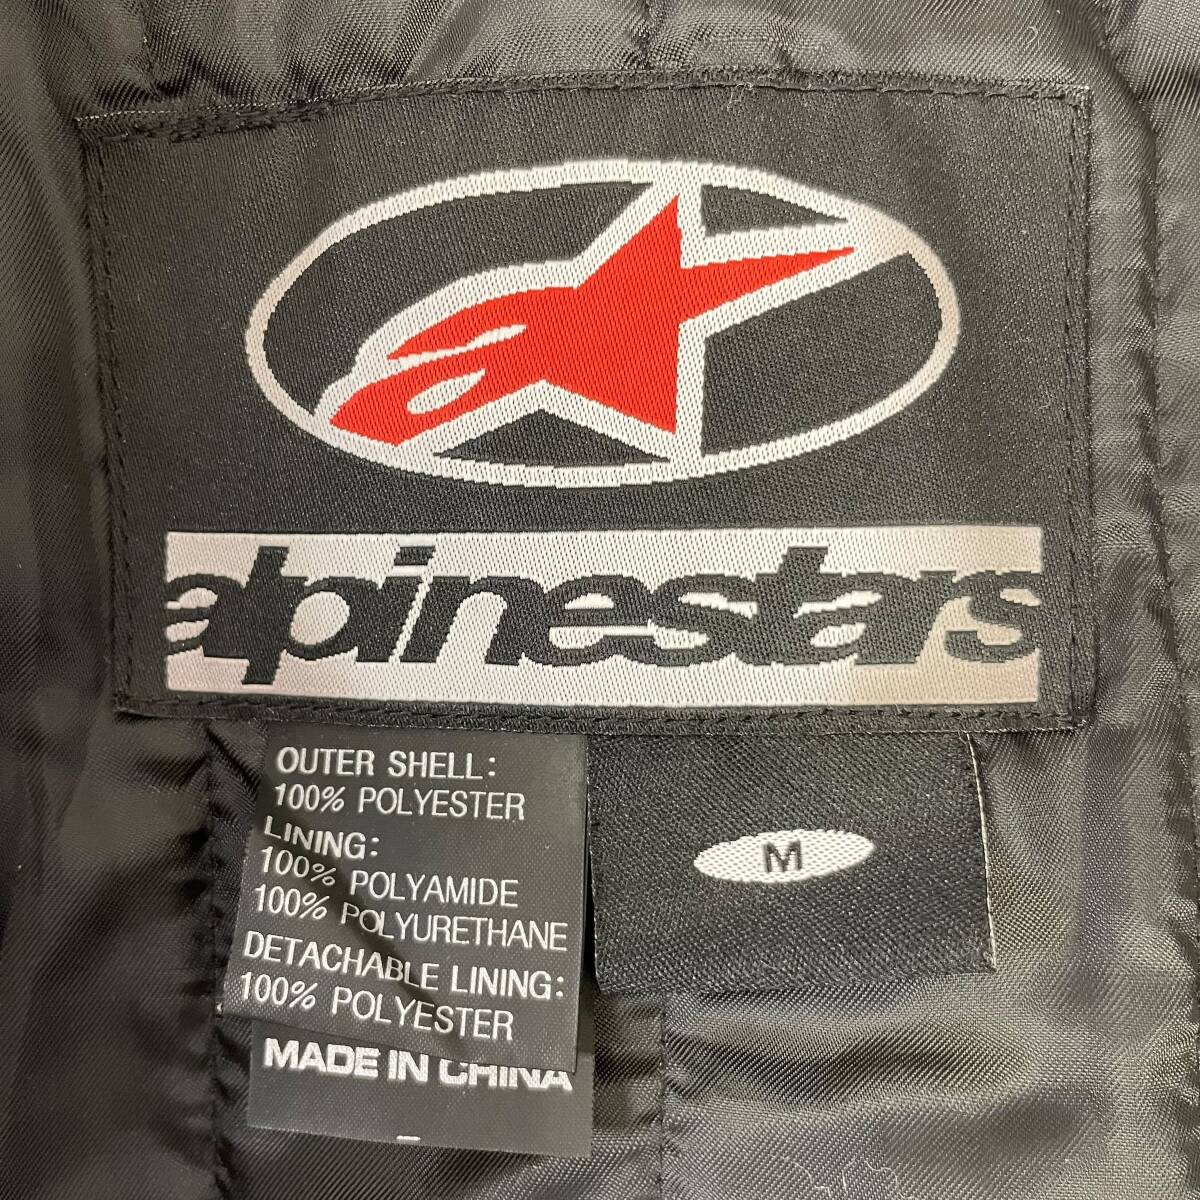 alpinestars
OUTER SHELL:
100% POLYESTER
LINING:
100% POLYAMIDE
100% POLYURETHANE
DETACHABLE LINING:
100% POLYESTER
MADE IN CHINA
M